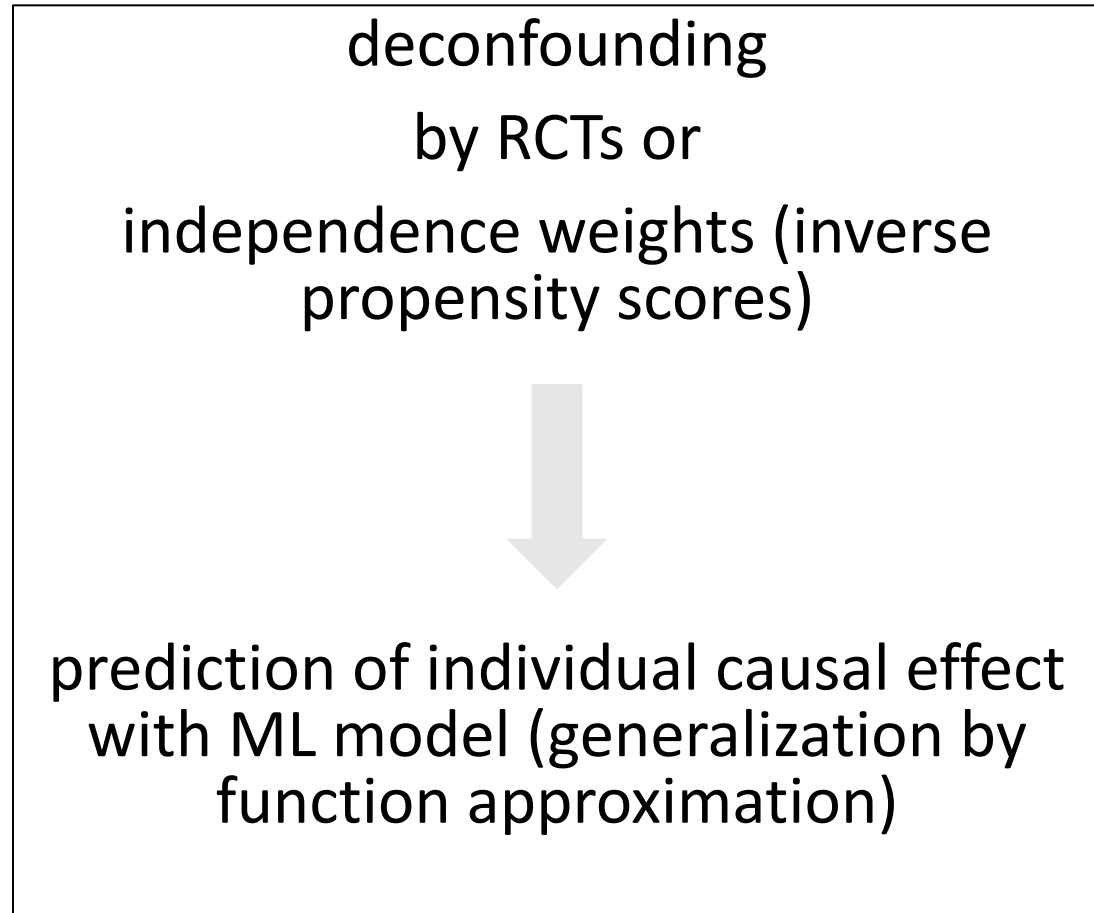 deconfounding
by RCTs or
independence weights (inverse
propensity scores)
prediction of individual causal effect
with ML model (generalization by
function approximation)